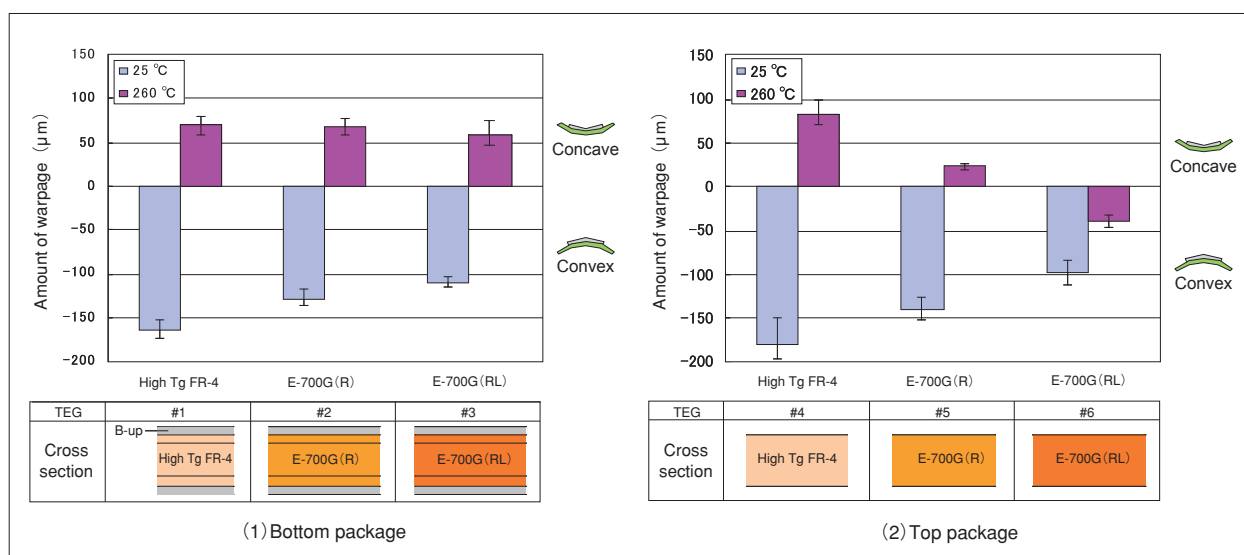 150
100
50
0
−50
−100
−150
−200
Amount of warpage (μm)
25 ℃
260 ℃
High Tg FR-4
E-700G(R)
E-700G(RL)
Concave
Convex
TEG
#1
#2
#3
B-up
Cross
section
High Tg FR-4
E-700G(R)
E-700G(RL)
(1) Bottom package
150
100
50
0
−50
−100
−150
−200
Amount of warpage (μm)
25 ℃
260 ℃
High Tg FR-4
E-700G(R)
E-700G(RL)
Concave
Convex
TEG
#4
#5
#6
Cross
section
High Tg FR-4
E-700G(R)
E-700G(RL)
(2) Top package